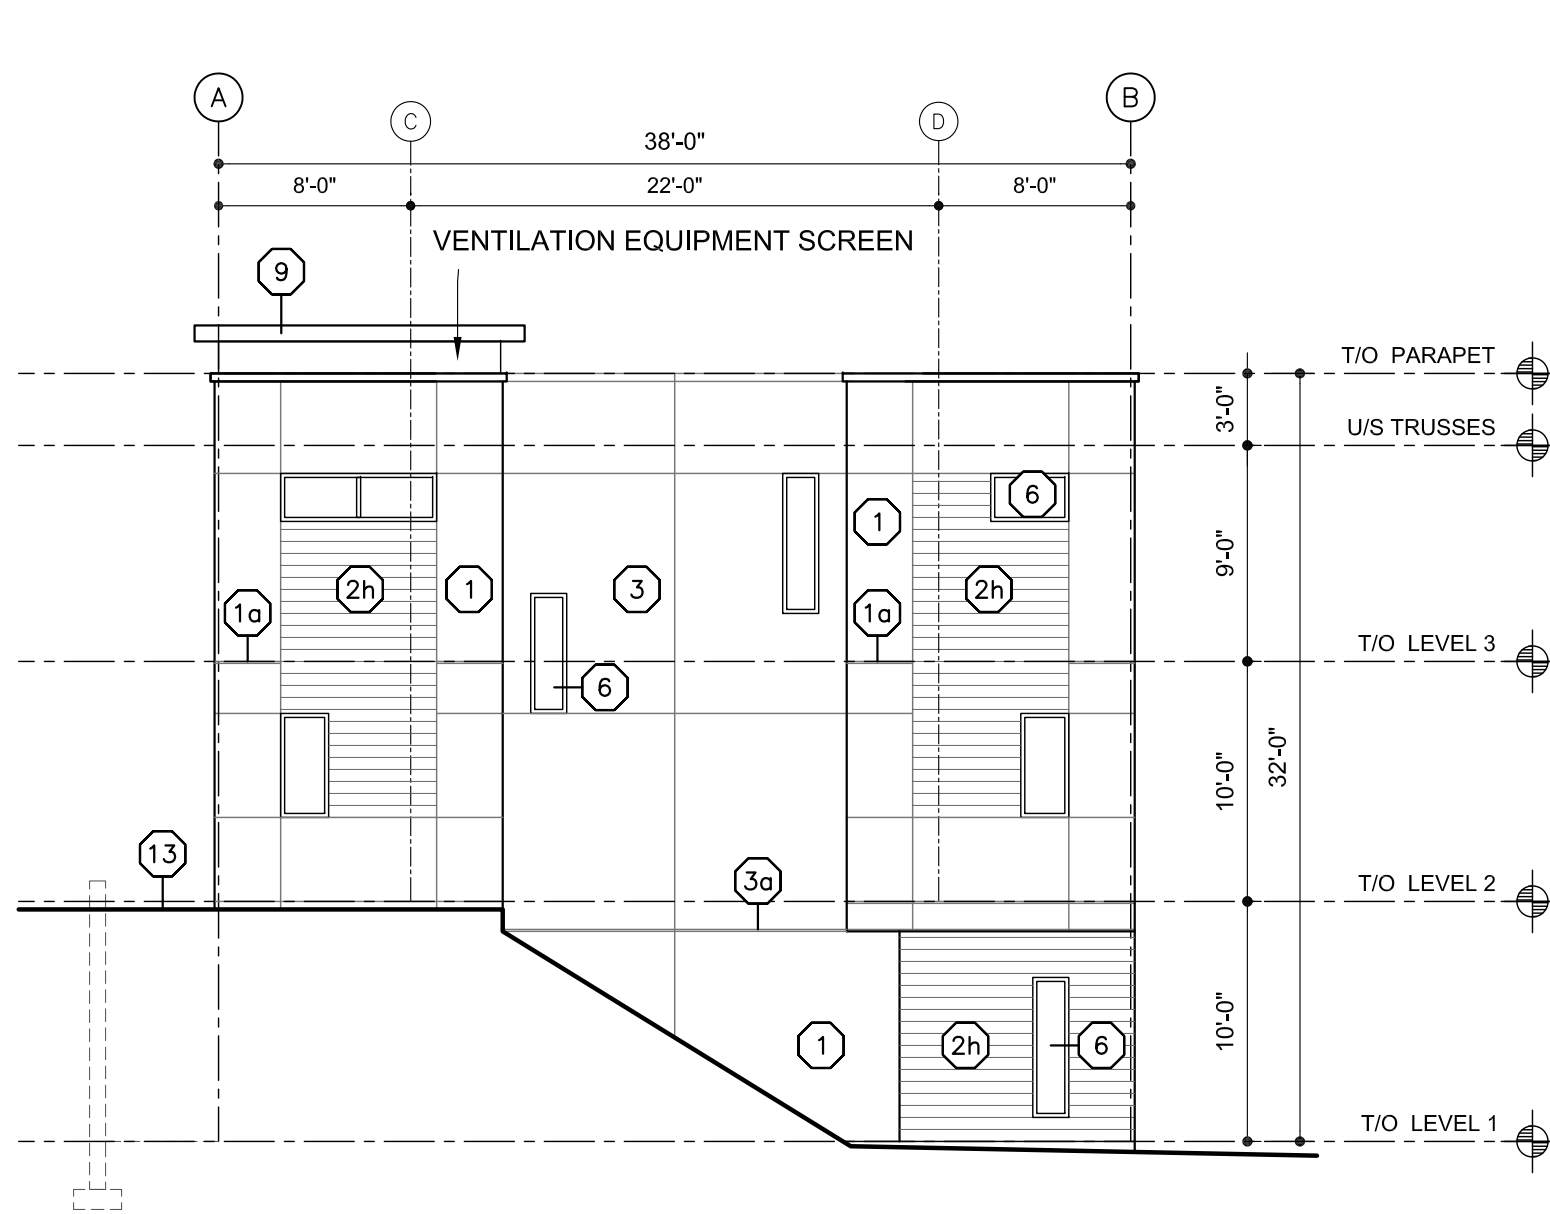 A
B
C
D
38'-0"
8'-0"
22'-0"
8'-0"
VENTILATION EQUIPMENT SCREEN
9
T/O PARAPET
3'-0"
U/S TRUSSES
6
1
9'-0"
2h
1
3
2h
1a
1a
T/O LEVEL 3
6
10'-0"
32'-0"
13
3a
T/O LEVEL 2
10'-0"
1
2h
6
T/O LEVEL 1